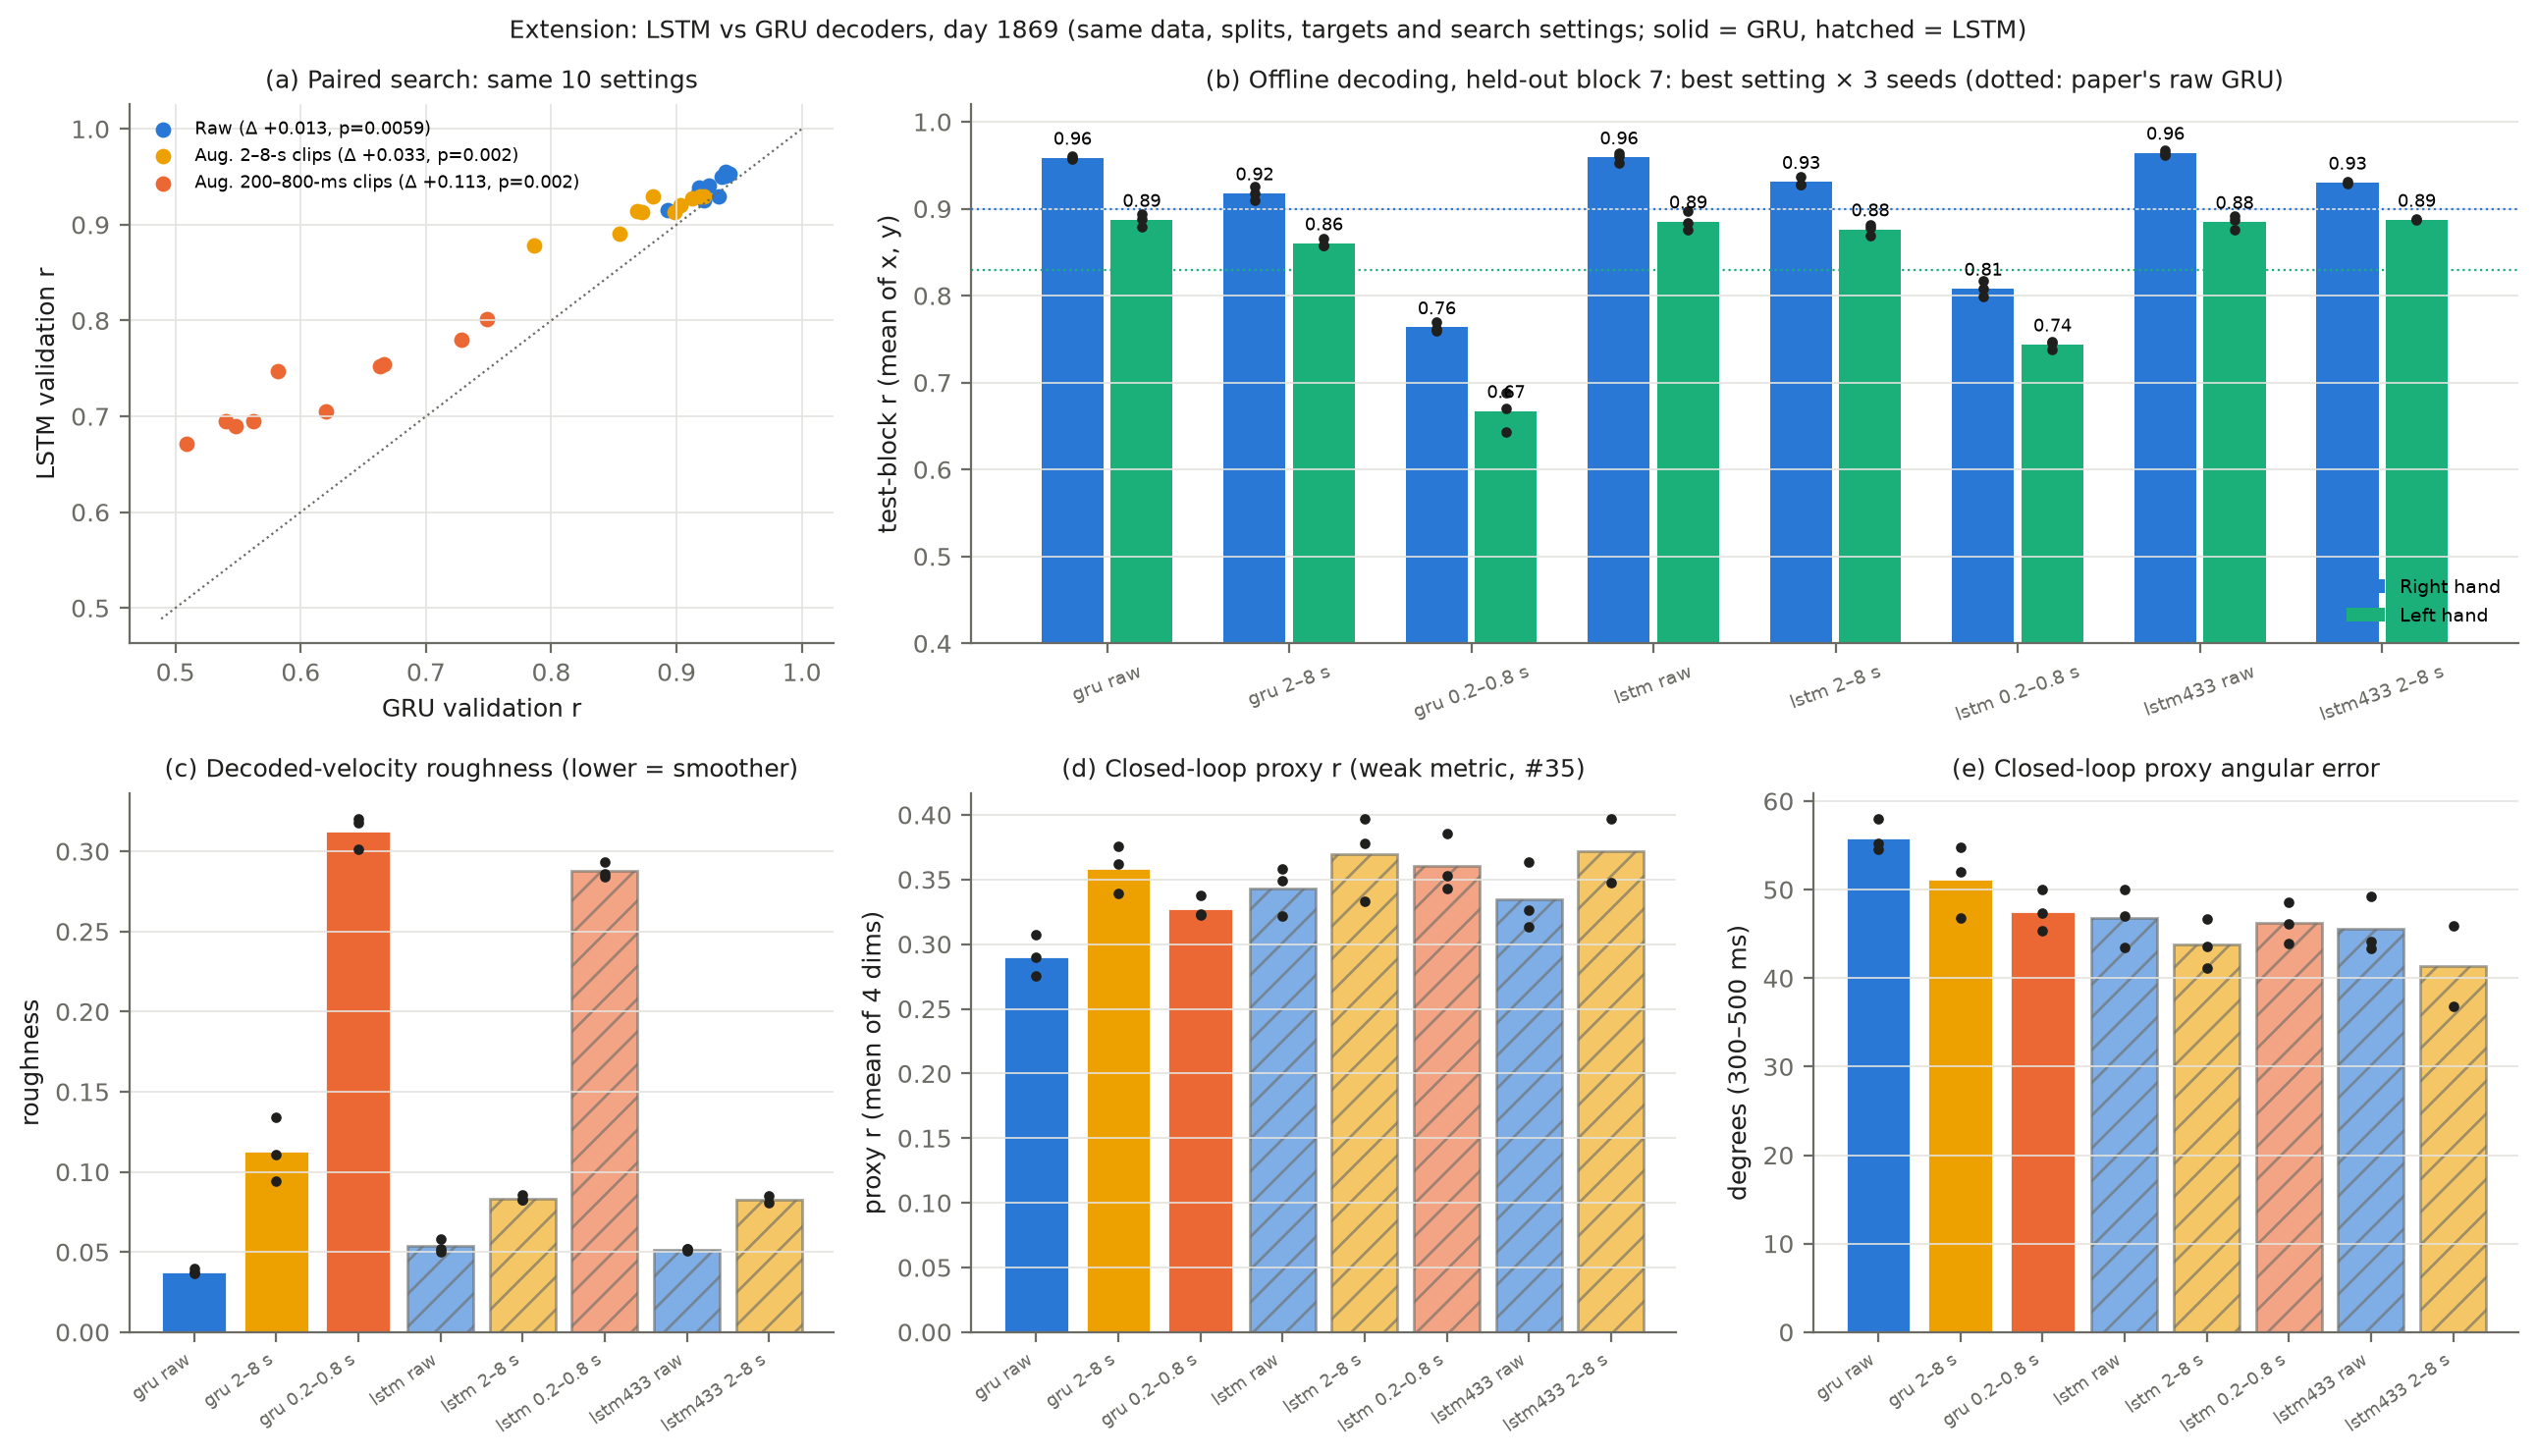 Extension: LSTM vs GRU decoders, day 1869 (same data, splits, targets and search settings; solid = GRU, hatched = LSTM)
(a) Paired search: same 10 settings
Raw (Δ +0.013, p=0.0059)
Aug. 2–8-s clips (Δ +0.033, p=0.002)
Aug. 200–800-ms clips (Δ +0.113, p=0.002)
LSTM validation r
1.0
0.9
0.8
0.7
0.6
0.5
0.5 0.6 0.7 0.8 0.9 1.0
GRU validation r
(b) Offline decoding, held-out block 7: best setting × 3 seeds (dotted: paper's raw GRU)
test-block r (mean of x, y)
1.0
0.9
0.8
0.7
0.6
0.5
0.4
0.96 0.89 0.92 0.86 0.76 0.67 0.96 0.89 0.93 0.88 0.81 0.74 0.96 0.88 0.93 0.89
Right hand
Left hand
gru raw gru 2–8 s gru 0.2–0.8 s lstm raw lstm 2–8 s lstm 0.2–0.8 s lstm433 raw lstm433 2–8 s
(c) Decoded-velocity roughness (lower = smoother)
roughness
0.30
0.25
0.20
0.15
0.10
0.05
0.00
gru raw gru 2–8 s gru 0.2–0.8 s lstm raw lstm 2–8 s lstm 0.2–0.8 s lstm433 raw lstm433 2–8 s
(d) Closed-loop proxy r (weak metric, #35)
proxy r (mean of 4 dims)
0.40
0.35
0.30
0.25
0.20
0.15
0.10
0.05
0.00
gru raw gru 2–8 s gru 0.2–0.8 s lstm raw lstm 2–8 s lstm 0.2–0.8 s lstm433 raw lstm433 2–8 s
(e) Closed-loop proxy angular error
degrees (300–500 ms)
60
50
40
30
20
10
0
gru raw gru 2–8 s gru 0.2–0.8 s lstm raw lstm 2–8 s lstm 0.2–0.8 s lstm433 raw lstm433 2–8 s